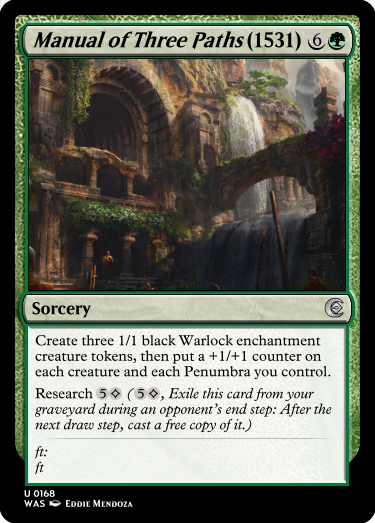 Manual of Three Paths (1531) 6
Sorcery
Create three 1/1 black Warlock enchantment
creature tokens, then put a +1/+1 counter on
each creature and each Penumbra you control.
Research 5 ( 5 , Exile this card from your
graveyard during an opponent's end step: After the
next draw step, cast a free copy of it.)
ft:
ft
U 0168
WAS EDDIE MENDOZA